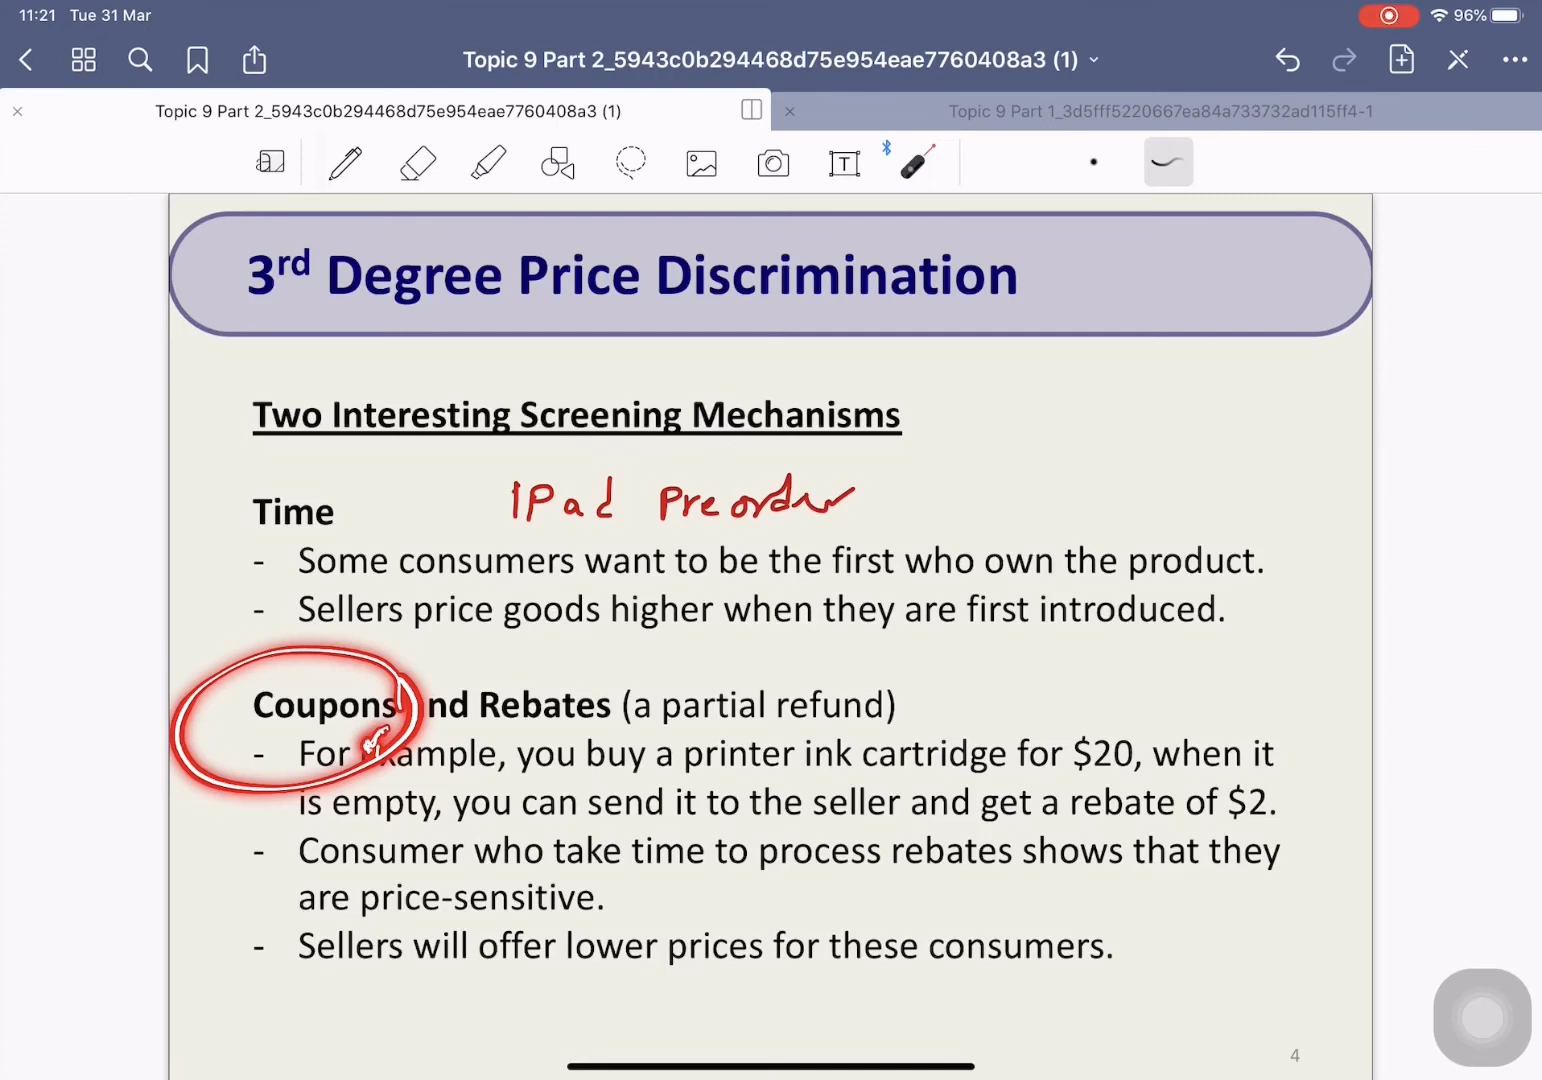 11:21 Tue 31 Mar
96%
Topic 9 Part 2_5943c0b294468d75e954eae7760408a3 (1)
Topic 9 Part 2_5943c0b294468d75e954eae7760408a3 (1)
Topic 9 Part 1_3d5fff5220667ea84a733732ad115ff4-1
T
3rd Degree Price Discrimination
Two Interesting Screening Mechanisms
IPad Preorder
Time
- Some consumers want to be the first who own the product.
- Sellers price goods higher when they are first introduced.
Coupons and Rebates (a partial refund)
- For example, you buy a printer ink cartridge for $20, when it
is empty, you can send it to the seller and get a rebate of $2.
- Consumer who take time to process rebates shows that they
are price-sensitive.
- Sellers will offer lower prices for these consumers.
4